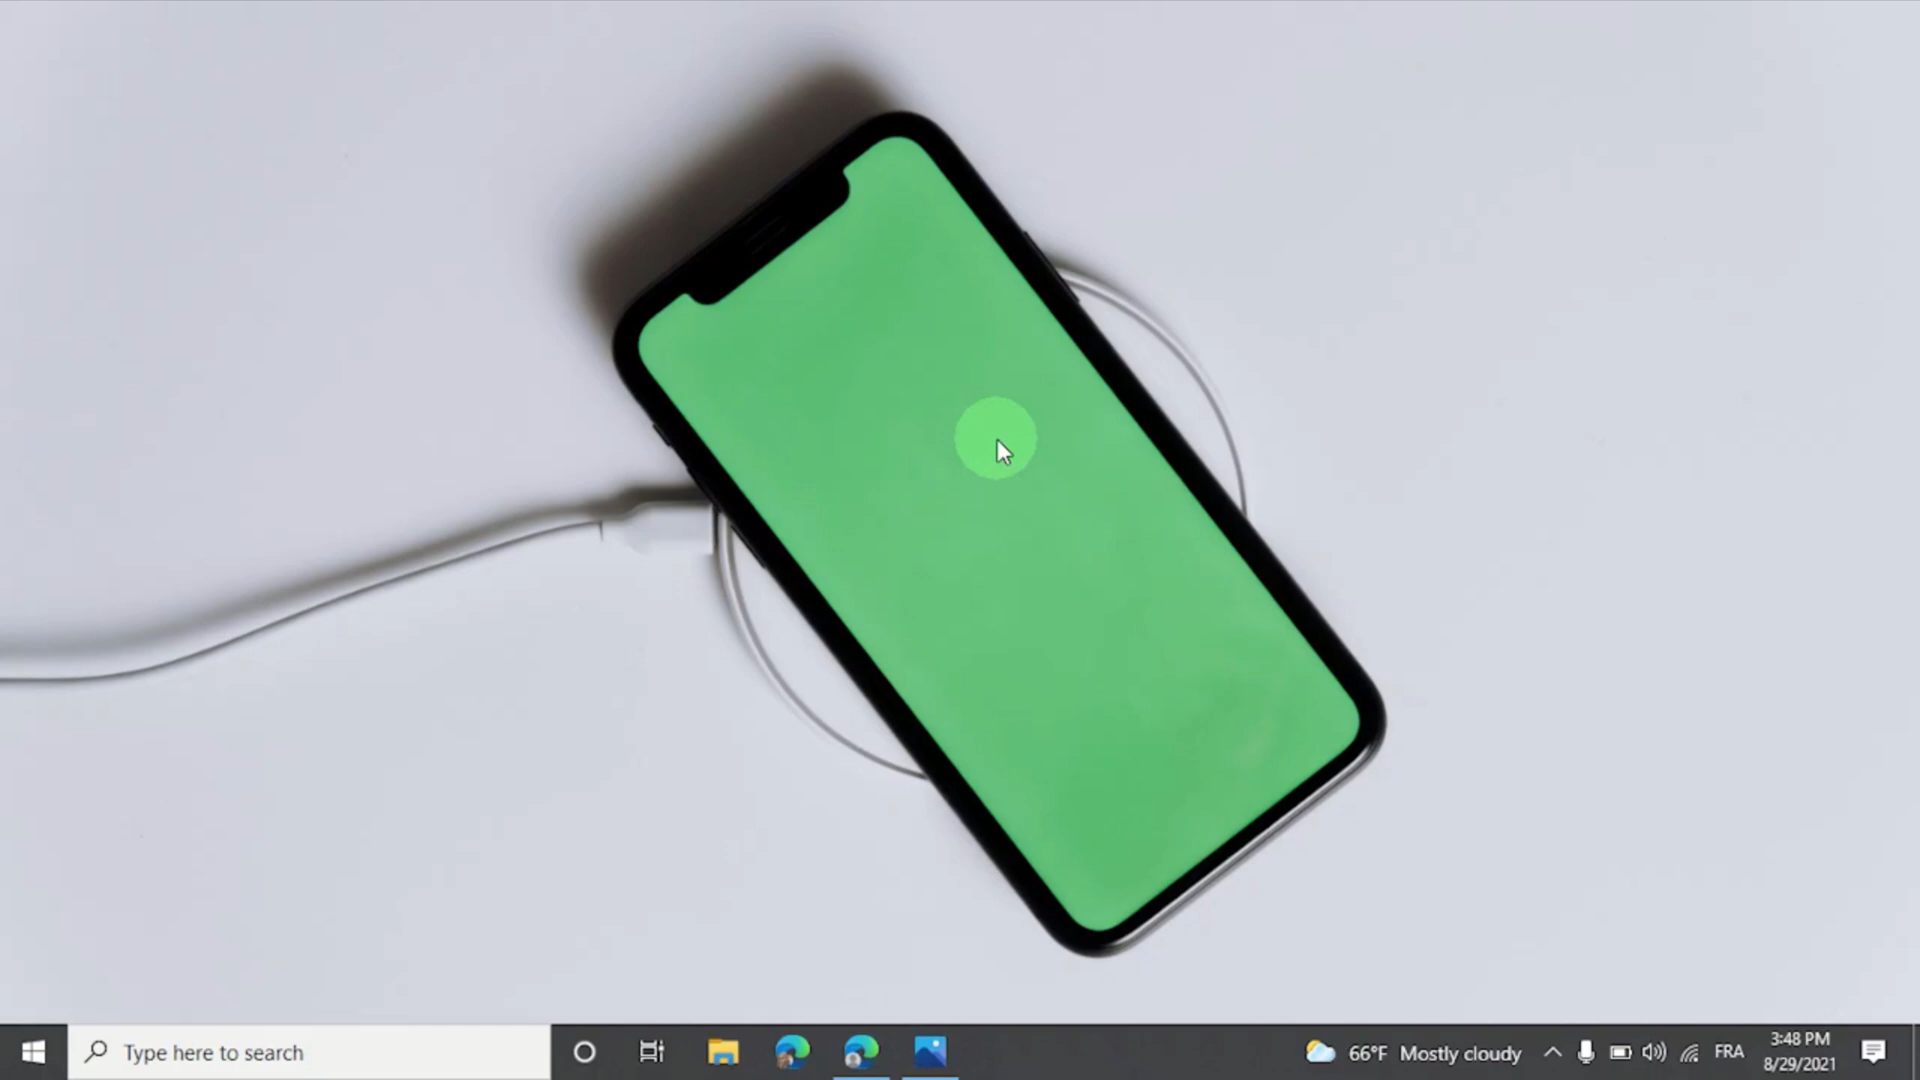 Type here to search
66°F Mostly cloudy
FRA
3:48 PM
8/29/2021